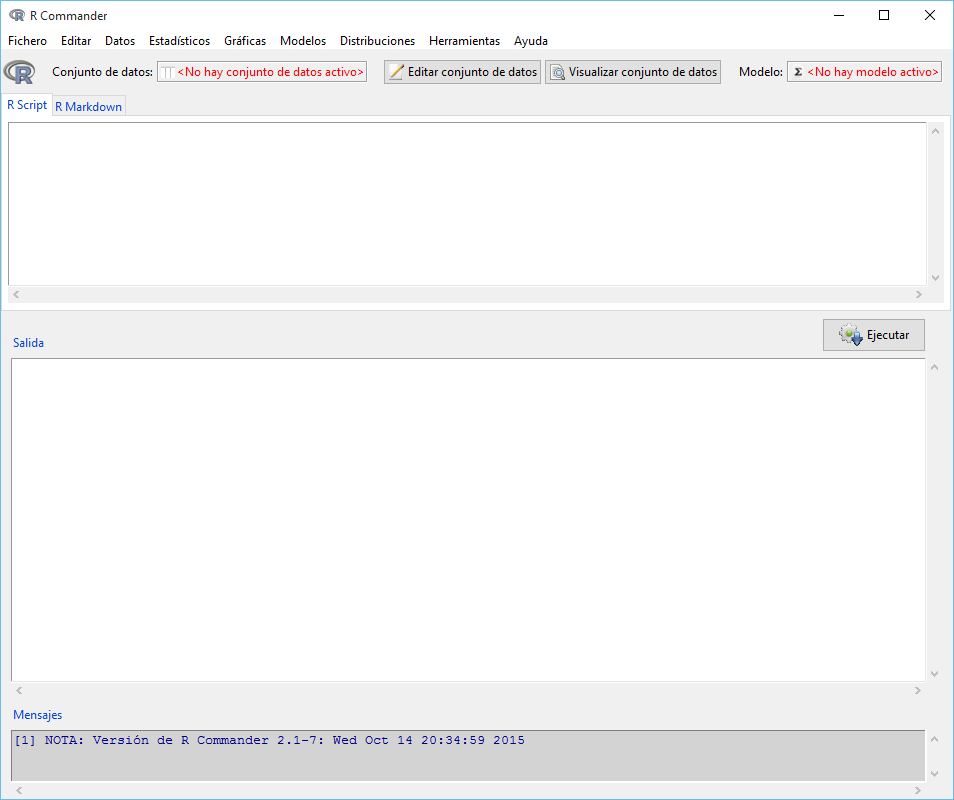 R Commander
Fichero Editar Datos Estadísticos Gráficas Modelos Distribuciones Herramientas Ayuda
R Conjunto de datos: <No hay conjunto de datos activo> Editar conjunto de datos Visualizar conjunto de datos Modelo: Σ <No hay modelo activo>
R Script R Markdown
Ejecutar
Salida
Mensajes
[1] NOTA: Versión de R Commander 2.1-7: Wed Oct 14 20:34:59 2015